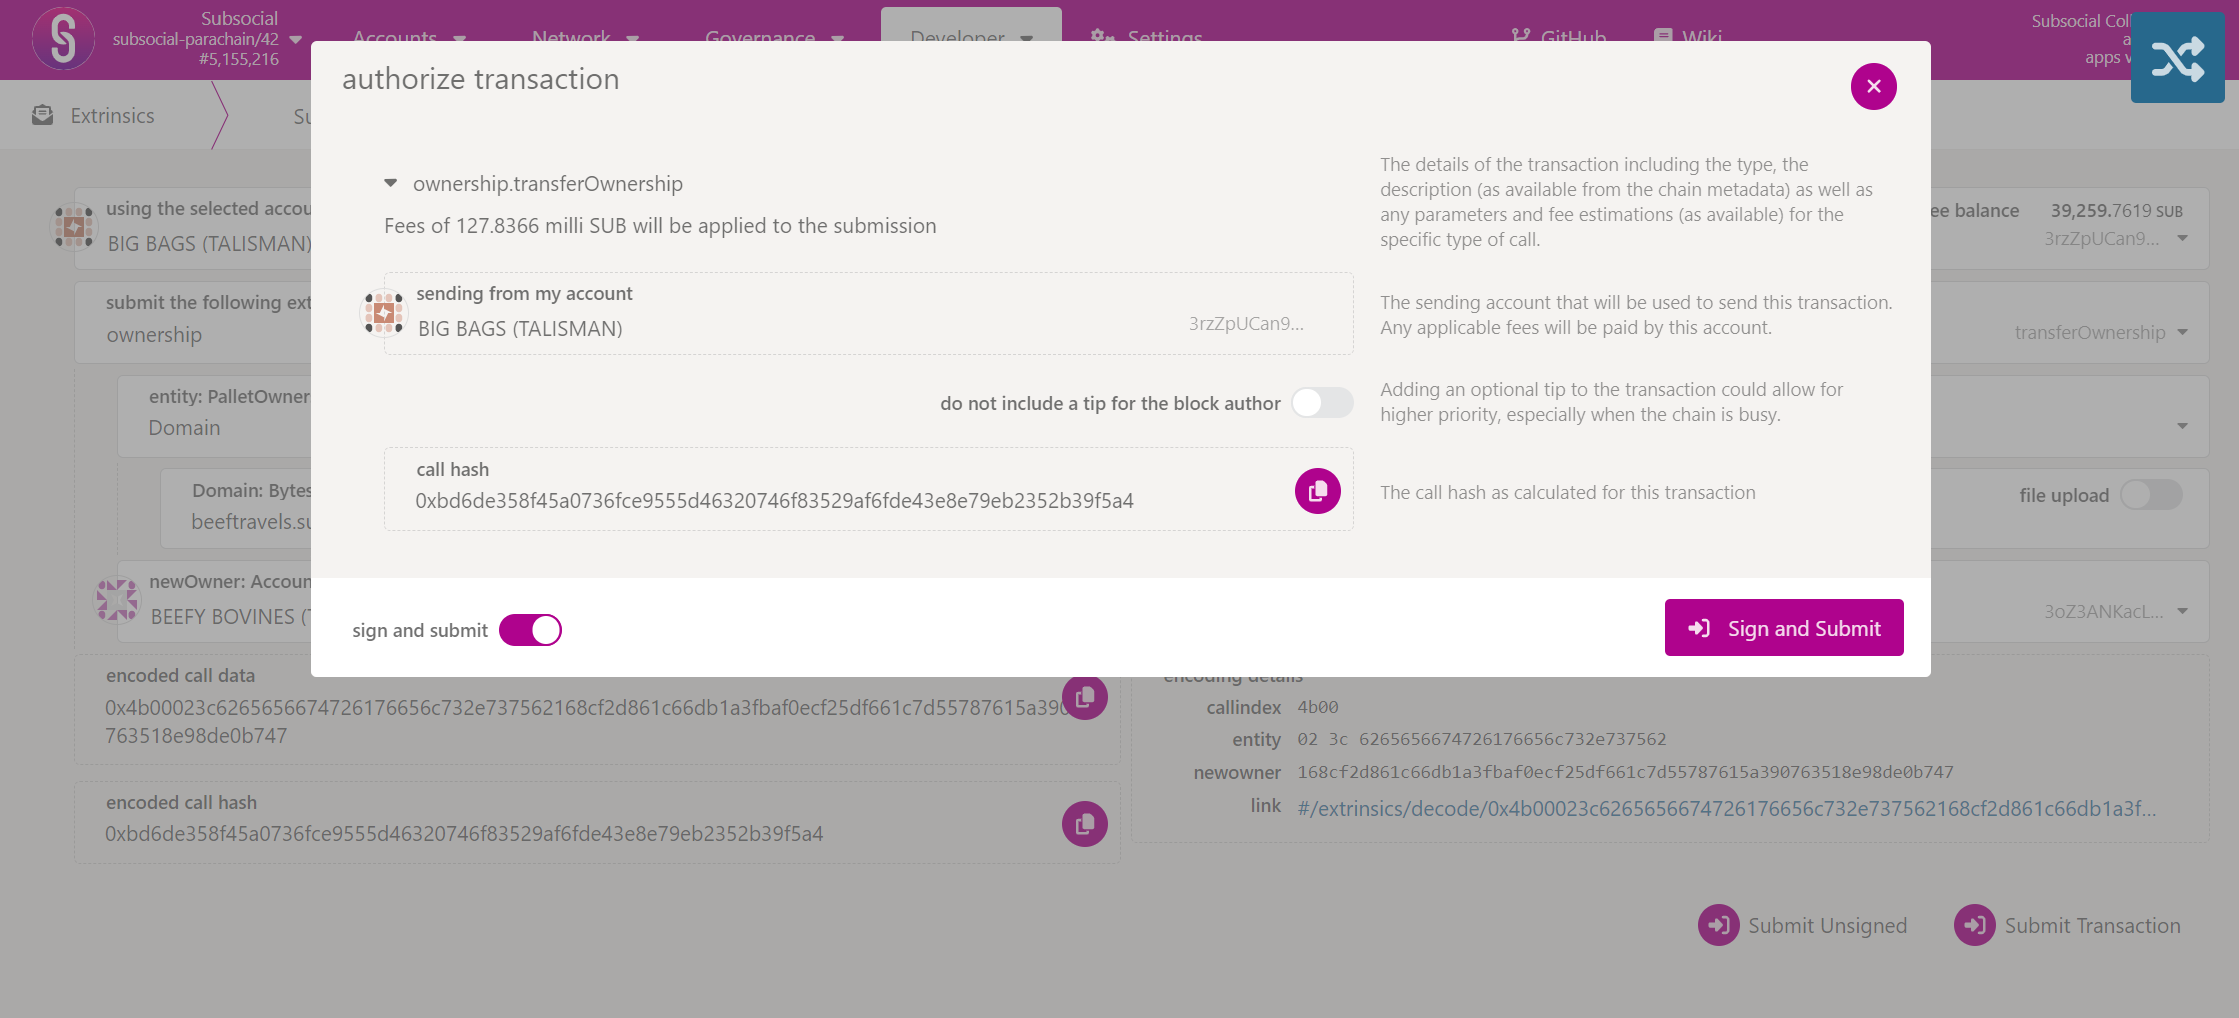 Subsocial
subsocial-parachain/42
#5,155,216
Accounts
Network
Governance
Developer
Settings
GitHub
Wiki
Subsocial Coll
apps v
Extrinsics
authorize transaction
using the selected accou
BIG BAGS (TALISMAN)
ee balance 39,259.7619 SUB
3rzZpUCan9...
submit the following ext
ownership
transferOwnership
entity: PalletOwner
Domain
Domain: Bytes
beeftravels.su
file upload
newOwner: Accoun
BEEFY BOVINES (
3oZ3ANKacL...
ownership.transferOwnership
Fees of 127.8366 milli SUB will be applied to the submission
The details of the transaction including the type, the
description (as available from the chain metadata) as well as
any parameters and fee estimations (as available) for the
specific type of call.
sending from my account
BIG BAGS (TALISMAN)
3rzZpUCan9...
The sending account that will be used to send this transaction.
Any applicable fees will be paid by this account.
do not include a tip for the block author
Adding an optional tip to the transaction could allow for
higher priority, especially when the chain is busy.
call hash
0xbd6de358f45a0736fce9555d46320746f83529af6fde43e8e79eb2352b39f5a4
The call hash as calculated for this transaction
sign and submit
Sign and Submit
encoded call data
0x4b00023c6265656674726176656c732e737562168cf2d861c66db1a3fbaf0ecf25df661c7d55787615a390
763518e98de0b747
encoded call hash
0xbd6de358f45a0736fce9555d46320746f83529af6fde43e8e79eb2352b39f5a4
encoding details
callindex 4b00
entity 02 3c 6265656674726176656c732e737562
newowner 168cf2d861c66db1a3fbaf0ecf25df661c7d55787615a390763518e98de0b747
link #/extrinsics/decode/0x4b00023c6265656674726176656c732e737562168cf2d861c66db1a3f...
Submit Unsigned
Submit Transaction